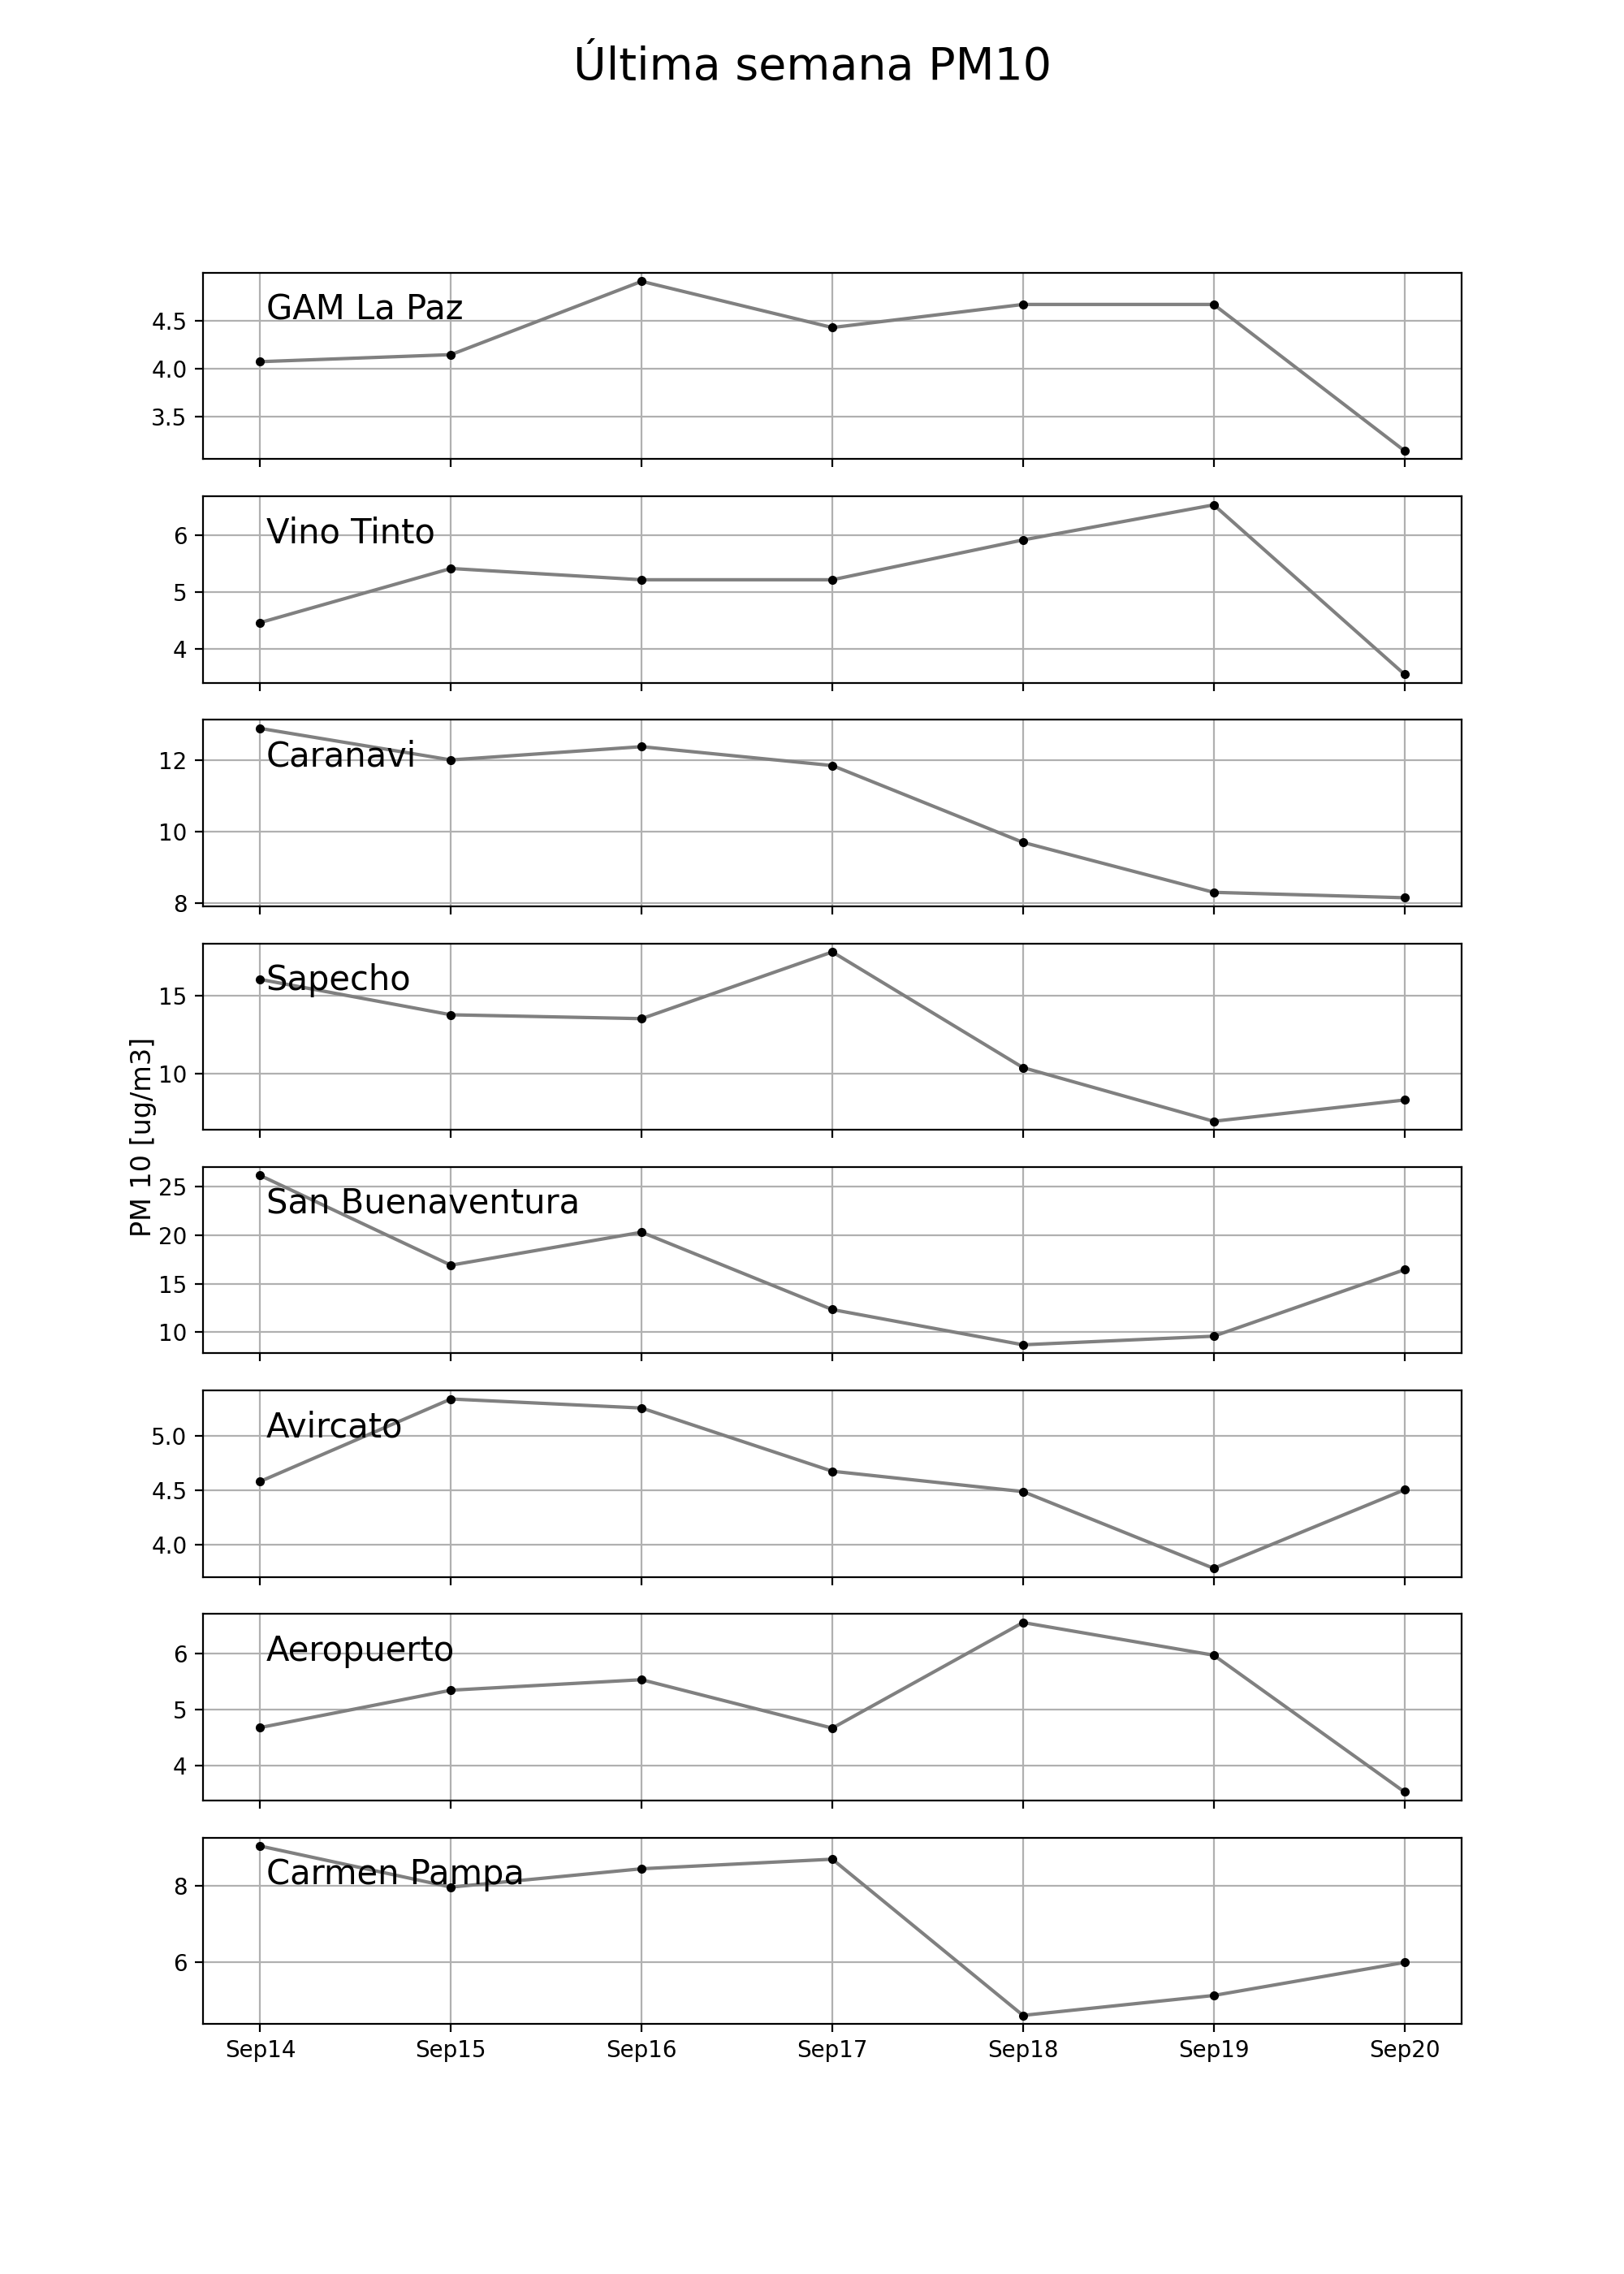 Última semana PM10
GAM La Paz
4.5
4.0
3.5
Vino Tinto
6
5
4
Caranavi
12
10
8
Sapecho
15
10
PM 10 [ug/m3]
San Buenaventura
25
20
15
10
Avircato
5.0
4.5
4.0
Aeropuerto
6
5
4
Carmen Pampa
8
6
Sep14 Sep15 Sep16 Sep17 Sep18 Sep19 Sep20